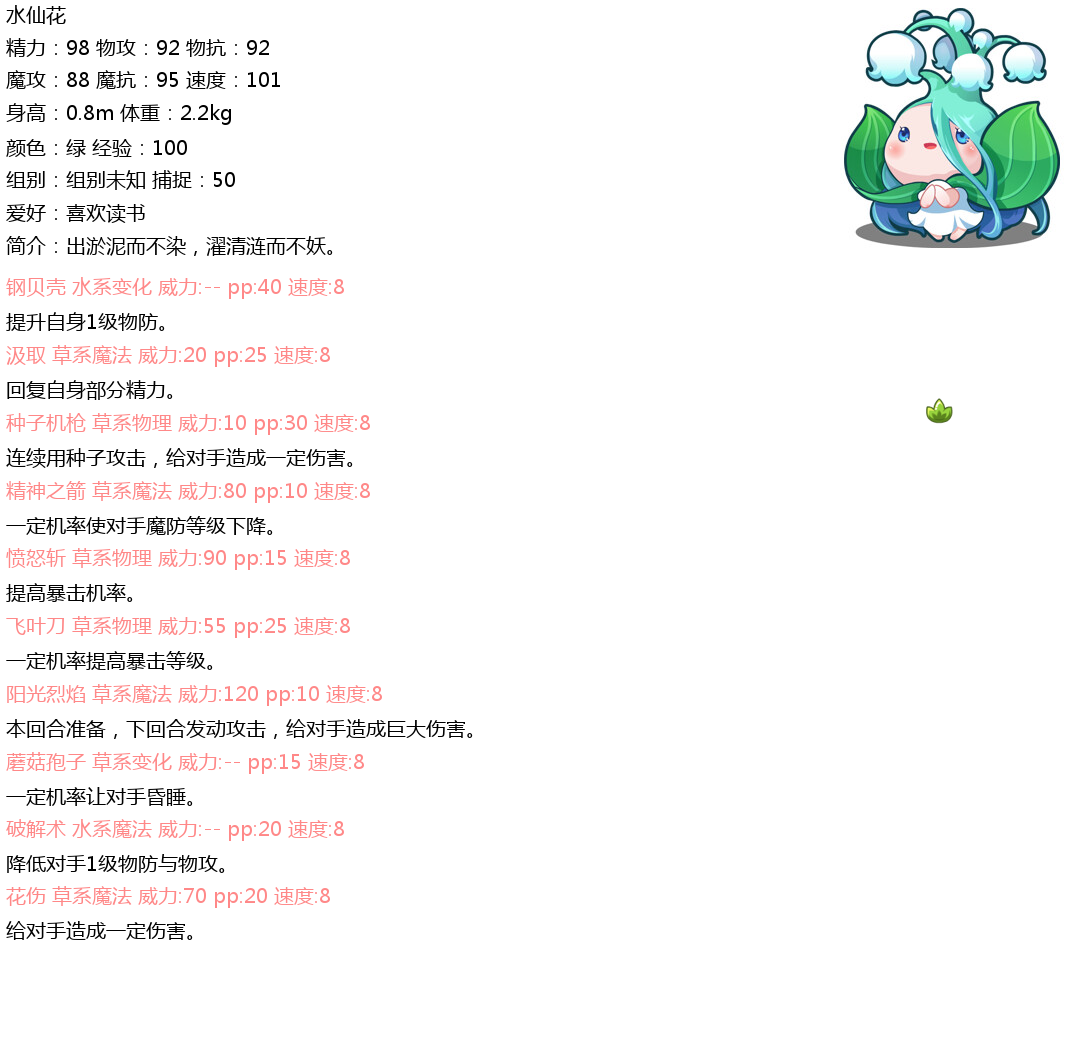 水仙花
精力：98 物攻：92 物抗：92
魔攻：88 魔抗：95 速度：101
身高：0.8m 体重：2.2kg
颜色：绿 经验：100
组别：组别未知 捕捉：50
爱好：喜欢读书
简介：出淤泥而不染，濯清涟而不妖。
钢贝壳 水系变化 威力:-- pp:40 速度:8
提升自身1级物防。
汲取 草系魔法 威力:20 pp:25 速度:8
回复自身部分精力。
种子机枪 草系物理 威力:10 pp:30 速度:8
连续用种子攻击，给对手造成一定伤害。
精神之箭 草系魔法 威力:80 pp:10 速度:8
一定机率使对手魔防等级下降。
愤怒斩 草系物理 威力:90 pp:15 速度:8
提高暴击机率。
飞叶刀 草系物理 威力:55 pp:25 速度:8
一定机率提高暴击等级。
阳光烈焰 草系魔法 威力:120 pp:10 速度:8
本回合准备，下回合发动攻击，给对手造成巨大伤害。
蘑菇孢子 草系变化 威力:-- pp:15 速度:8
一定机率让对手昏睡。
破解术 水系魔法 威力:-- pp:20 速度:8
降低对手1级物防与物攻。
花伤 草系魔法 威力:70 pp:20 速度:8
给对手造成一定伤害。